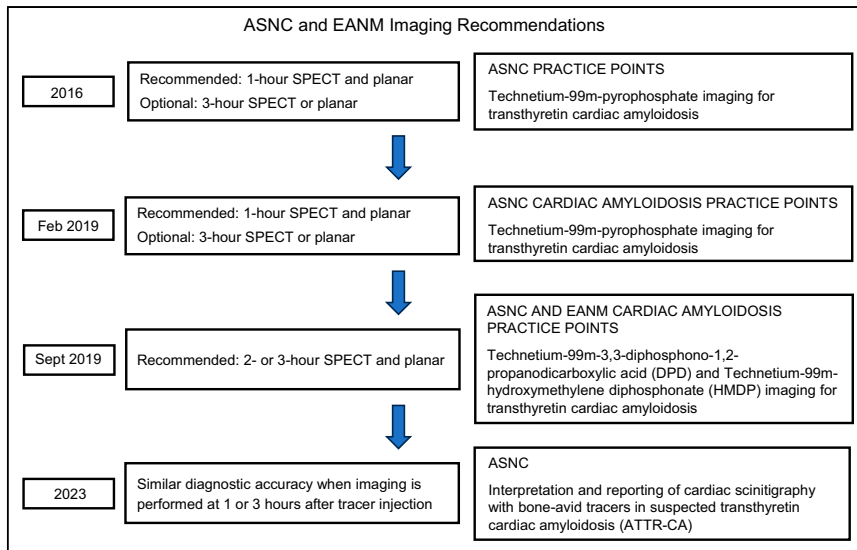 ASNC and EANM Imaging Recommendations
2016
Recommended: 1-hour SPECT and planar
Optional: 3-hour SPECT or planar
ASNC PRACTICE POINTS
Technetium-99m-pyrophosphate imaging for
transthyretin cardiac amyloidosis
Feb 2019
Recommended: 1-hour SPECT and planar
Optional: 3-hour SPECT or planar
ASNC CARDIAC AMYLOIDOSIS PRACTICE POINTS
Technetium-99m-pyrophosphate imaging for
transthyretin cardiac amyloidosis
Sept 2019
Recommended: 2- or 3-hour SPECT and planar
ASNC AND EANM CARDIAC AMYLOIDOSIS
PRACTICE POINTS
Technetium-99m-3,3-diphosphono-1,2-
propanodicarboxylic acid (DPD) and Technetium-99m-
hydroxymethylene diphosphonate (HMDP) imaging for
transthyretin cardiac amyloidosis
2023
Similar diagnostic accuracy when imaging is
performed at 1 or 3 hours after tracer injection
ASNC
Interpretation and reporting of cardiac scinitigraphy
with bone-avid tracers in suspected transthyretin
cardiac amyloidosis (ATTR-CA)